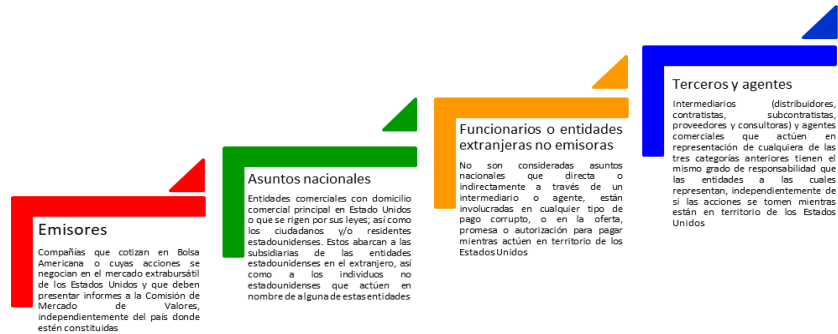 Emisores
Compañías que cotizan en Bolsa
Americana o cuyas acciones se
negocian en el mercado extrabursátil
de los Estados Unidos y que deben
presentar informes a la Comisión de
Mercado de Valores,
independientemente del país donde
estén constituidas
Asuntos nacionales
Entidades comerciales con domicilio
comercial principal en Estado Unidos
o que se rigen por sus leyes; así como
los ciudadanos y/o residentes
estadounidenses. Estos abarcan a las
subsidiarias de las entidades
estadounidenses en el extranjero, así
como a los individuos no
estadounidenses que actúen en
nombre de alguna de estas entidades
Funcionarios o entidades
extranjeras no emisoras
No son consideradas asuntos
nacionales que directa o
indirectamente a través de un
intermediario o agente, están
involucradas en cualquier tipo de
pago corrupto, o en la oferta,
promesa o autorización para pagar
mientras actúen en territorio de los
Estados Unidos
Terceros y agentes
Intermediarios (distribuidores,
contratistas, subcontratistas,
proveedores y consultoras) y agentes
comerciales que actúen en
representación de cualquiera de las
tres categorías anteriores tienen el
mismo grado de responsabilidad que
las entidades a las cuales
representan, independientemente de
si las acciones se tomen mientras
están en territorio de los Estados
Unidos